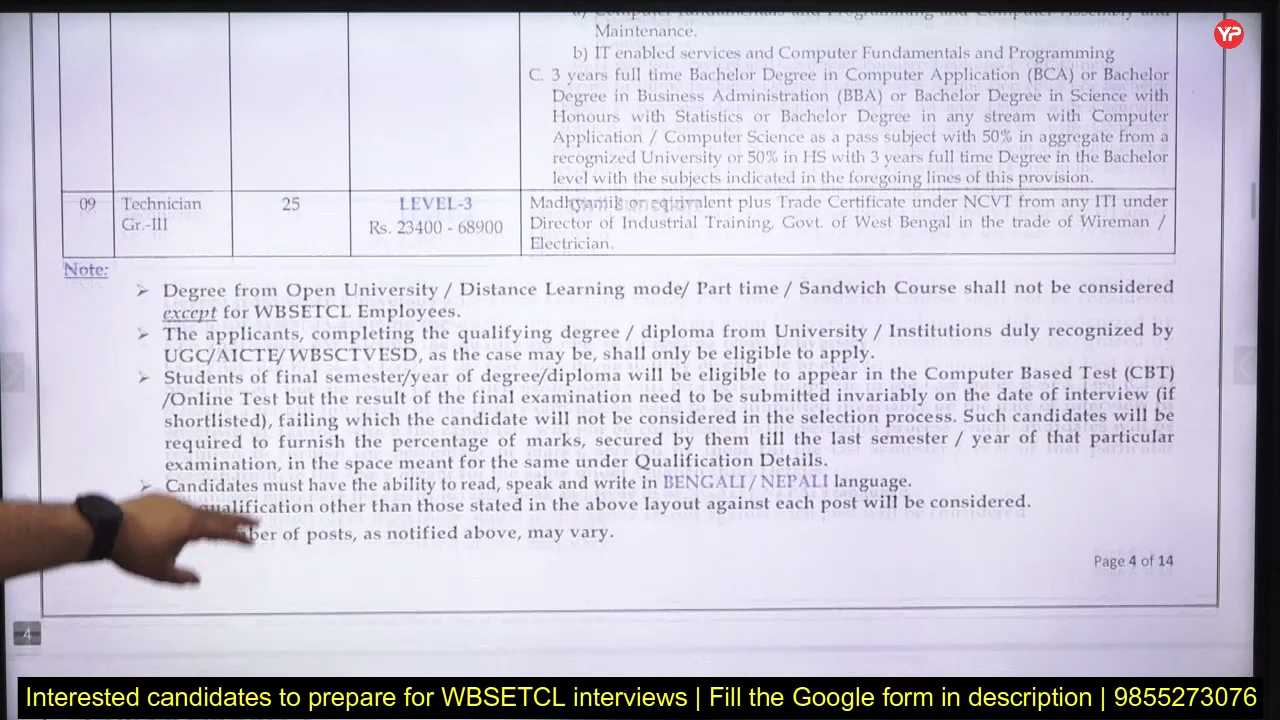 YP
a) Computer Fundamentals and Programming and Computer Assembly and
Maintenance.
b) IT enabled services and Computer Fundamentals and Programming
C. 3 years full time Bachelor Degree in Computer Application (BCA) or Bachelor
Degree in Business Administration (BBA) or Bachelor Degree in Science with
Honours with Statistics or Bachelor Degree in any stream with Computer
Application / Computer Science as a pass subject with 50% in aggregate from a
recognized University or 50% in HS with 3 years full time Degree in the Bachelor
level with the subjects indicated in the foregoing lines of this provision.
09 Technician 25 LEVEL-3 Madhyamik or equivalent plus Trade Certificate under NCVT from any ITI under
Gr.-III Rs. 23400 - 68900 Director of Industrial Training, Govt. of West Bengal in the trade of Wireman /
Electrician.
Note:
➢ Degree from Open University / Distance Learning mode/ Part time / Sandwich Course shall not be considered
except for WBSETCL Employees.
➢ The applicants, completing the qualifying degree / diploma from University / Institutions duly recognized by
UGC/AICTE/WBSCTVESD, as the case may be, shall only be eligible to apply.
➢ Students of final semester/year of degree/diploma will be eligible to appear in the Computer Based Test (CBT)
/Online Test but the result of the final examination need to be submitted invariably on the date of interview (if
shortlisted), failing which the candidate will not be considered in the selection process. Such candidates will be
required to furnish the percentage of marks, secured by them till the last semester / year of that particular
examination, in the space meant for the same under Qualification Details.
➢ Candidates must have the ability to read, speak and write in BENGALI/NEPALI language.
qualification other than those stated in the above layout against each post will be considered.
of posts, as notified above, may vary.
Page 4 of 14
4
Interested candidates to prepare for WBSETCL interviews | Fill the Google form in description | 9855273076